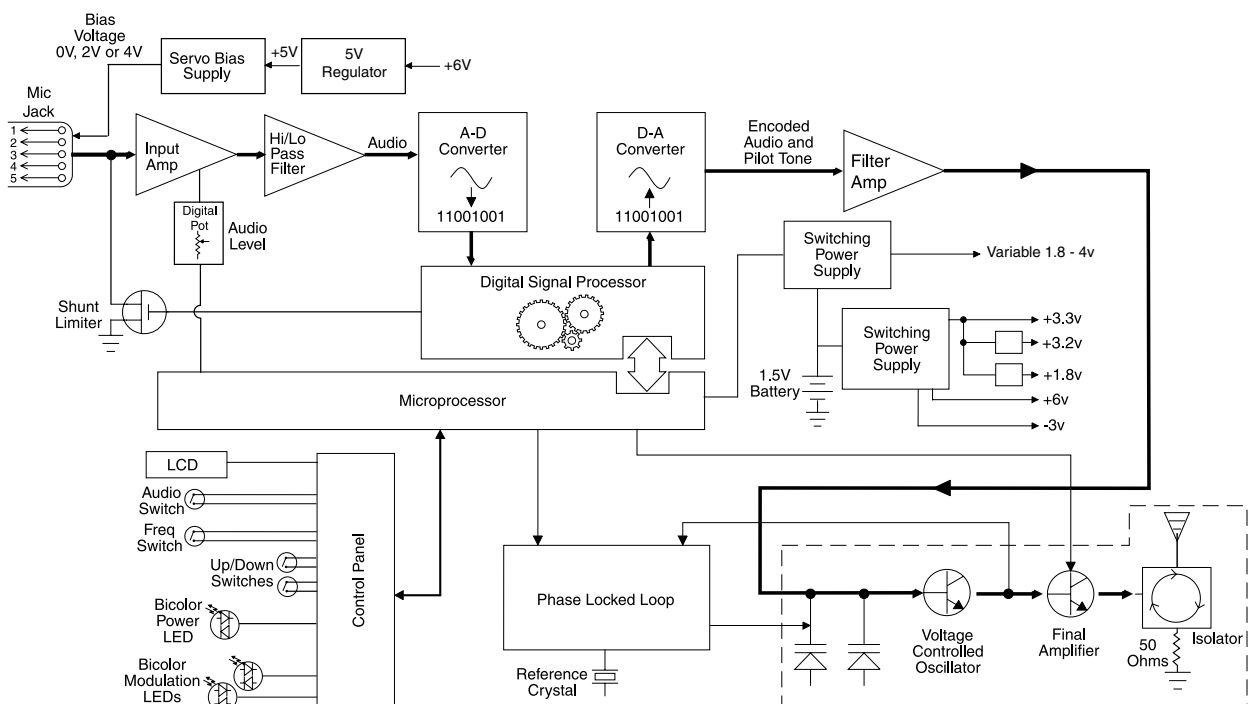 Bias
Voltage
0V, 2V or 4V
Servo Bias
Supply
+5V
5V
Regulator
+6V
Mic
Jack
1
2
3
4
5
Input
Amp
Hi/Lo
Pass
Filter
Audio
A-D
Converter
11001001
D-A
Converter
11001001
Encoded
Audio and
Pilot Tone
Filter
Amp
Digital
Pot
Audio
Level
Shunt
Limiter
Digital Signal Processor
Switching
Power
Supply
Variable 1.8 - 4v
Switching
Power
Supply
+3.3v
+3.2v
+1.8v
+6v
-3v
1.5V
Battery
Microprocessor
LCD
Audio
Switch
Freq
Switch
Up/Down
Switches
Bicolor
Power
LED
Bicolor
Modulation
LEDs
Control Panel
Phase Locked Loop
Reference
Crystal
Voltage
Controlled
Oscillator
Final
Amplifier
50
Ohms
Isolator